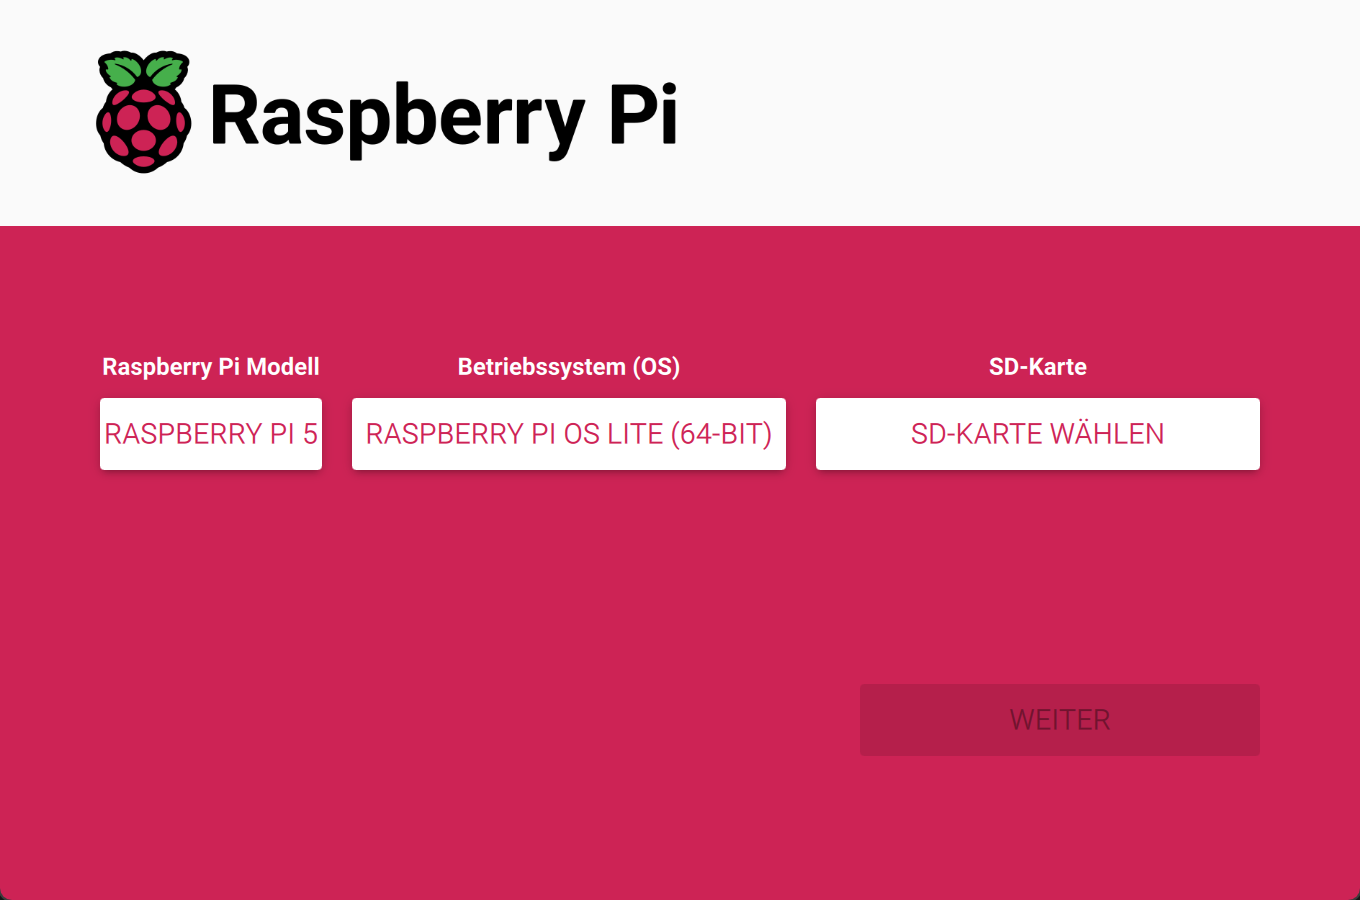 Raspberry Pi
Raspberry Pi Modell
Betriebssystem (OS)
SD-Karte
RASPBERRY PI 5
RASPBERRY PI OS LITE (64-BIT)
SD-KARTE WÄHLEN
WEITER